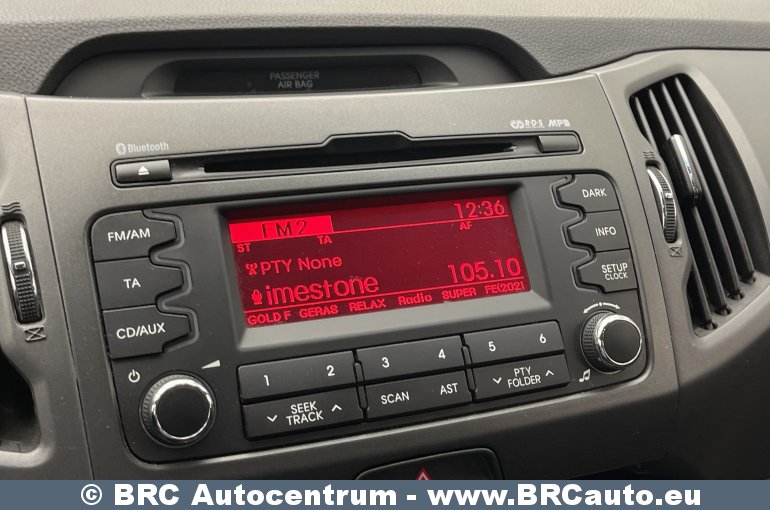 PASSENGER
AIR BAG
Bluetooth
R·D·S MP3
FM/AM
TA
CD/AUX
FM2 12:36
ST TA AF
PTY None
imestone 105.10
GOLD F GERAS RELAX Radio SUPER FE(202)
DARK
INFO
SETUP
CLOCK
1 2 3 4 5 6
SEEK
TRACK
SCAN AST
PTY
FOLDER
© BRC Autocentrum - www.BRCauto.eu